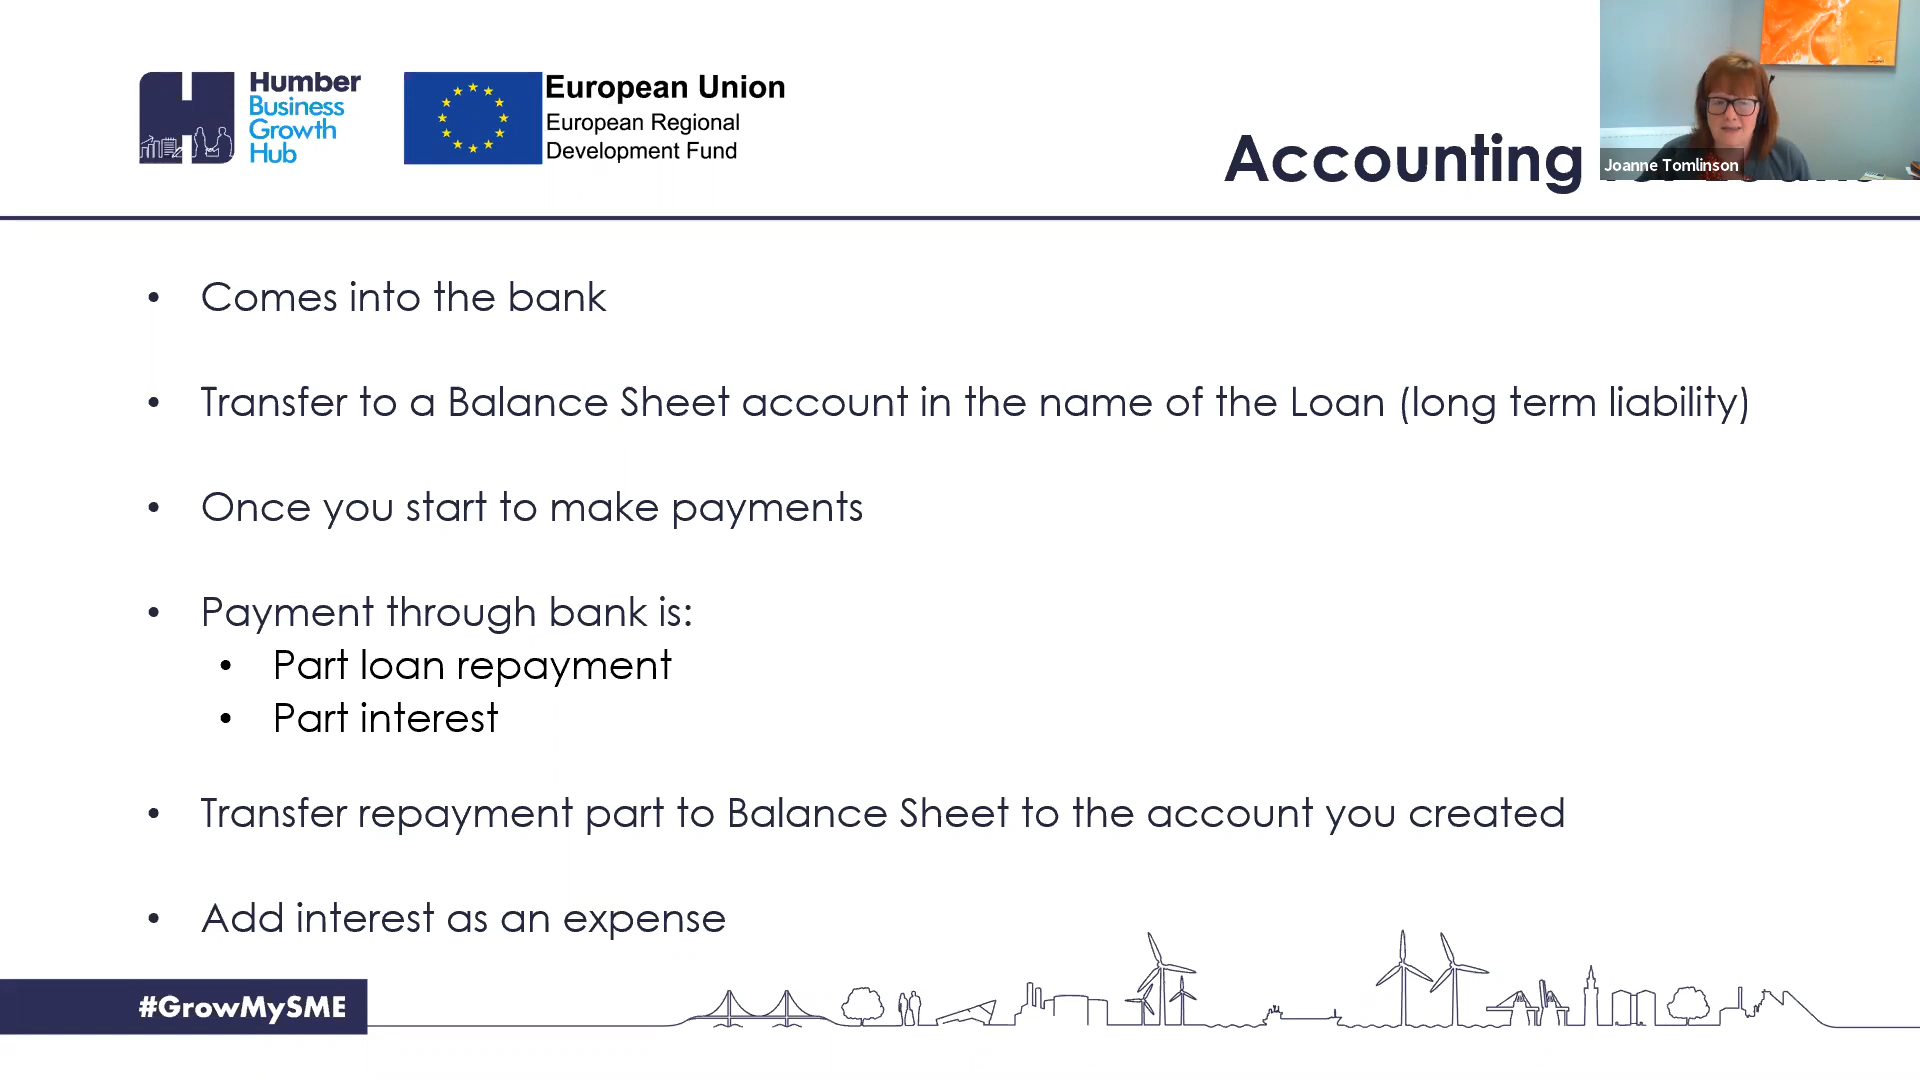 Humber
Business
Growth
Hub
European Union
European Regional
Development Fund
Accounting
Joanne Tomlinson
• Comes into the bank
• Transfer to a Balance Sheet account in the name of the Loan (long term liability)
• Once you start to make payments
• Payment through bank is:
• Part loan repayment
• Part interest
• Transfer repayment part to Balance Sheet to the account you created
• Add interest as an expense
#GrowMySME